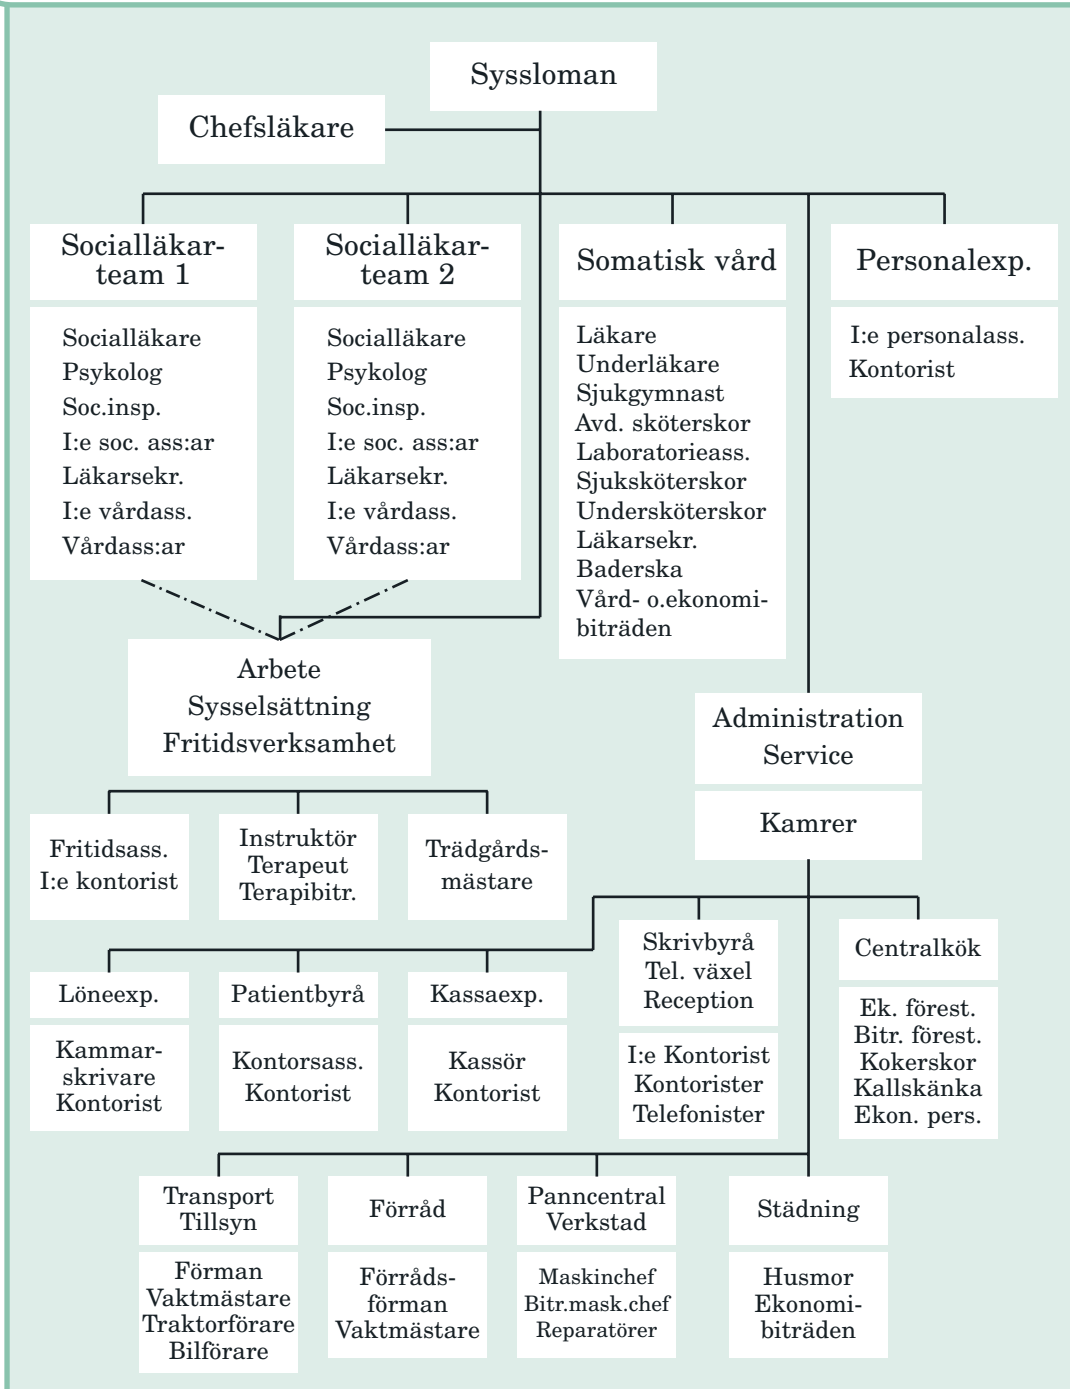 Syssloman
Chefsläkare
Socialläkar-
team 1
Socialläkare
Psykolog
Soc.insp.
I:e soc. ass:ar
Läkarsekr.
I:e vårdass.
Vårdass:ar
Socialläkar-
team 2
Socialläkare
Psykolog
Soc.insp.
I:e soc. ass:ar
Läkarsekr.
I:e vårdass.
Vårdass:ar
Somatisk vård
Läkare
Underläkare
Sjukgymnast
Avd. sköterskor
Laboratorieass.
Sjuksköterskor
Undersköterskor
Läkarsekr.
Baderska
Vård- o.ekonomi-
biträden
Personalexp.
I:e personalass.
Kontorist
Arbete
Sysselsättning
Fritidsverksamhet
Fritidsass.
I:e kontorist
Instruktör
Terapeut
Terapibitr.
Trädgårds-
mästare
Administration
Service
Kamrer
Löneexp.
Kammar-
skrivare
Kontorist
Patientbyrå
Kontorsass.
Kontorist
Kassaexp.
Kassör
Kontorist
Skrivbyrå
Tel. växel
Reception
I:e Kontorist
Kontorister
Telefonister
Centralkök
Ek. förest.
Bitr. förest.
Kokerskor
Kallskänka
Ekon. pers.
Transport
Tillsyn
Förman
Vaktmästare
Traktorförare
Bilförare
Förråd
Förråds-
förman
Vaktmästare
Panncentral
Verkstad
Maskinchef
Bitr.mask.chef
Reparatörer
Städning
Husmor
Ekonomi-
biträden